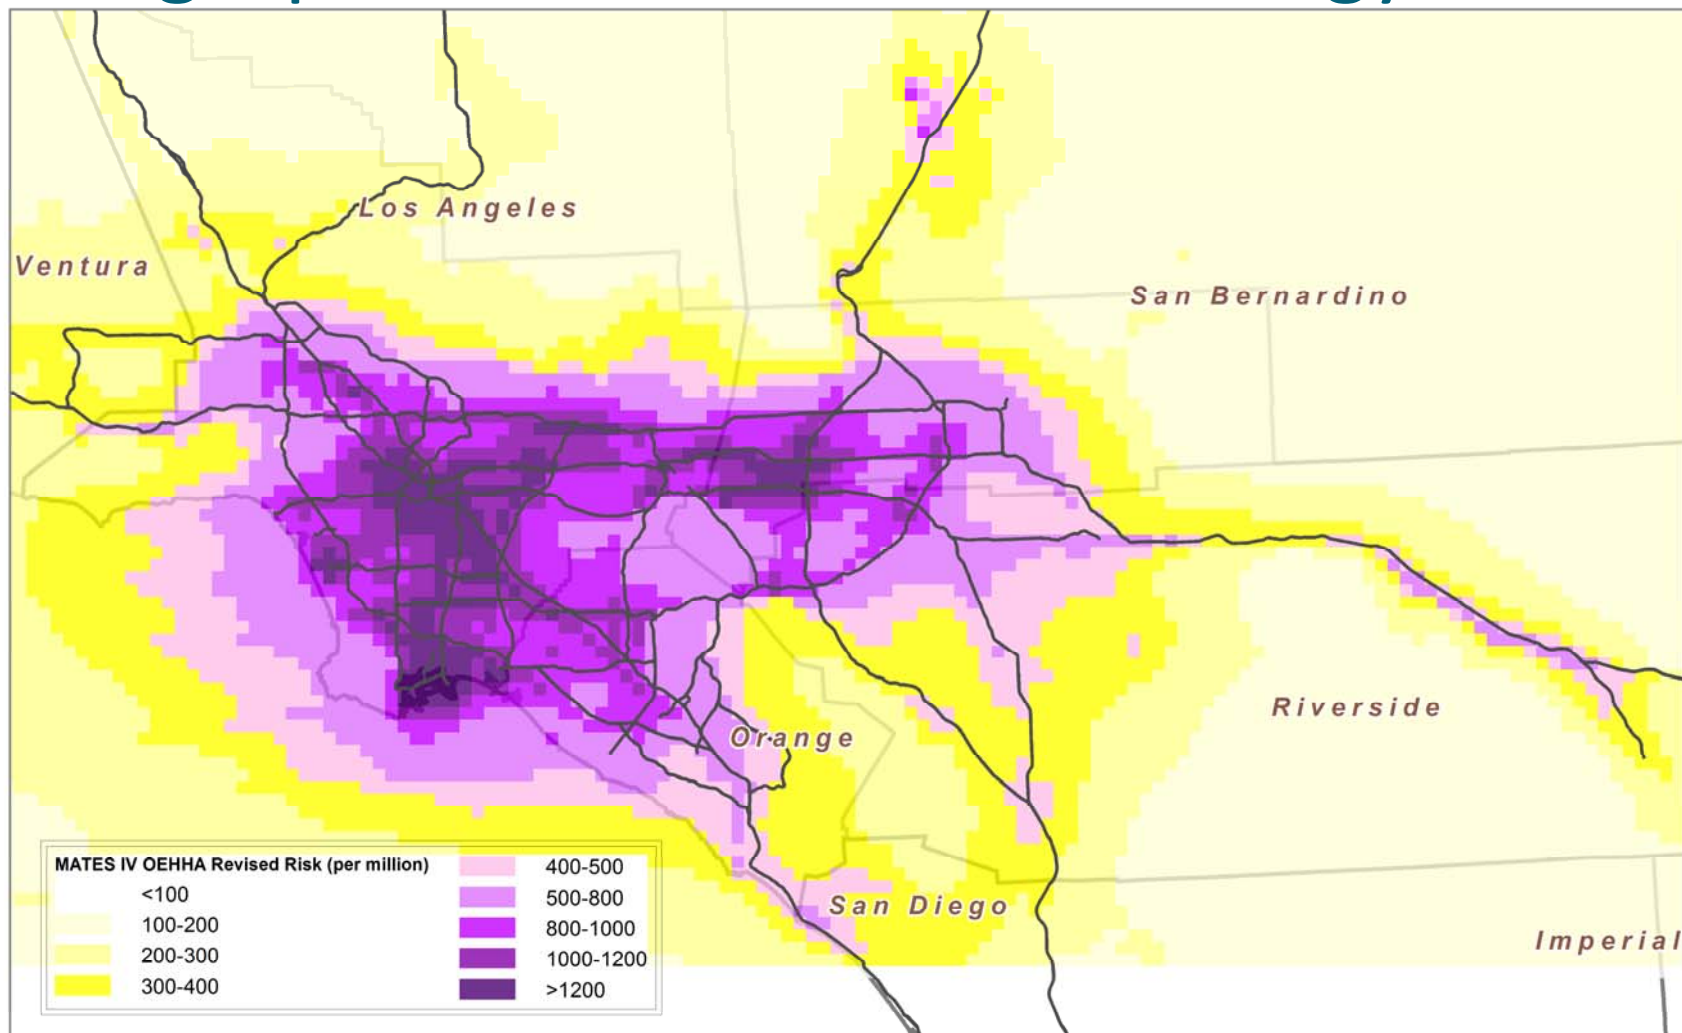 Los Angeles
Ventura
San Bernardino
Riverside
Orange
San Diego
Imperial
MATES IV OEHHA Revised Risk (per million)
<100
100-200
200-300
300-400
400-500
500-800
800-1000
1000-1200
>1200